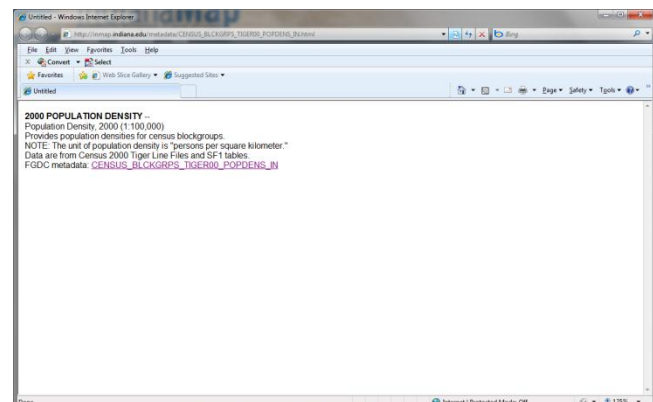 Untitled - Windows Internet Explorer
http://inmap.indiana.edu/metadata/CENSUS_BLCKGRPS_TIGER00_POPDENS_IN.html
Bing
File Edit View Favorites Tools Help
Convert Select
Favorites Web Slice Gallery Suggested Sites
Untitled
Page Safety Tools
2000 POPULATION DENSITY --
Population Density, 2000 (1:100,000)
Provides population densities for census blockgroups.
NOTE: The unit of population density is "persons per square kilometer."
Data are from Census 2000 Tiger Line Files and SF1 tables.
FGDC metadata: CENSUS_BLCKGRPS_TIGER00_POPDENS_IN
Done
Internet | Protected Mode: Off
125%